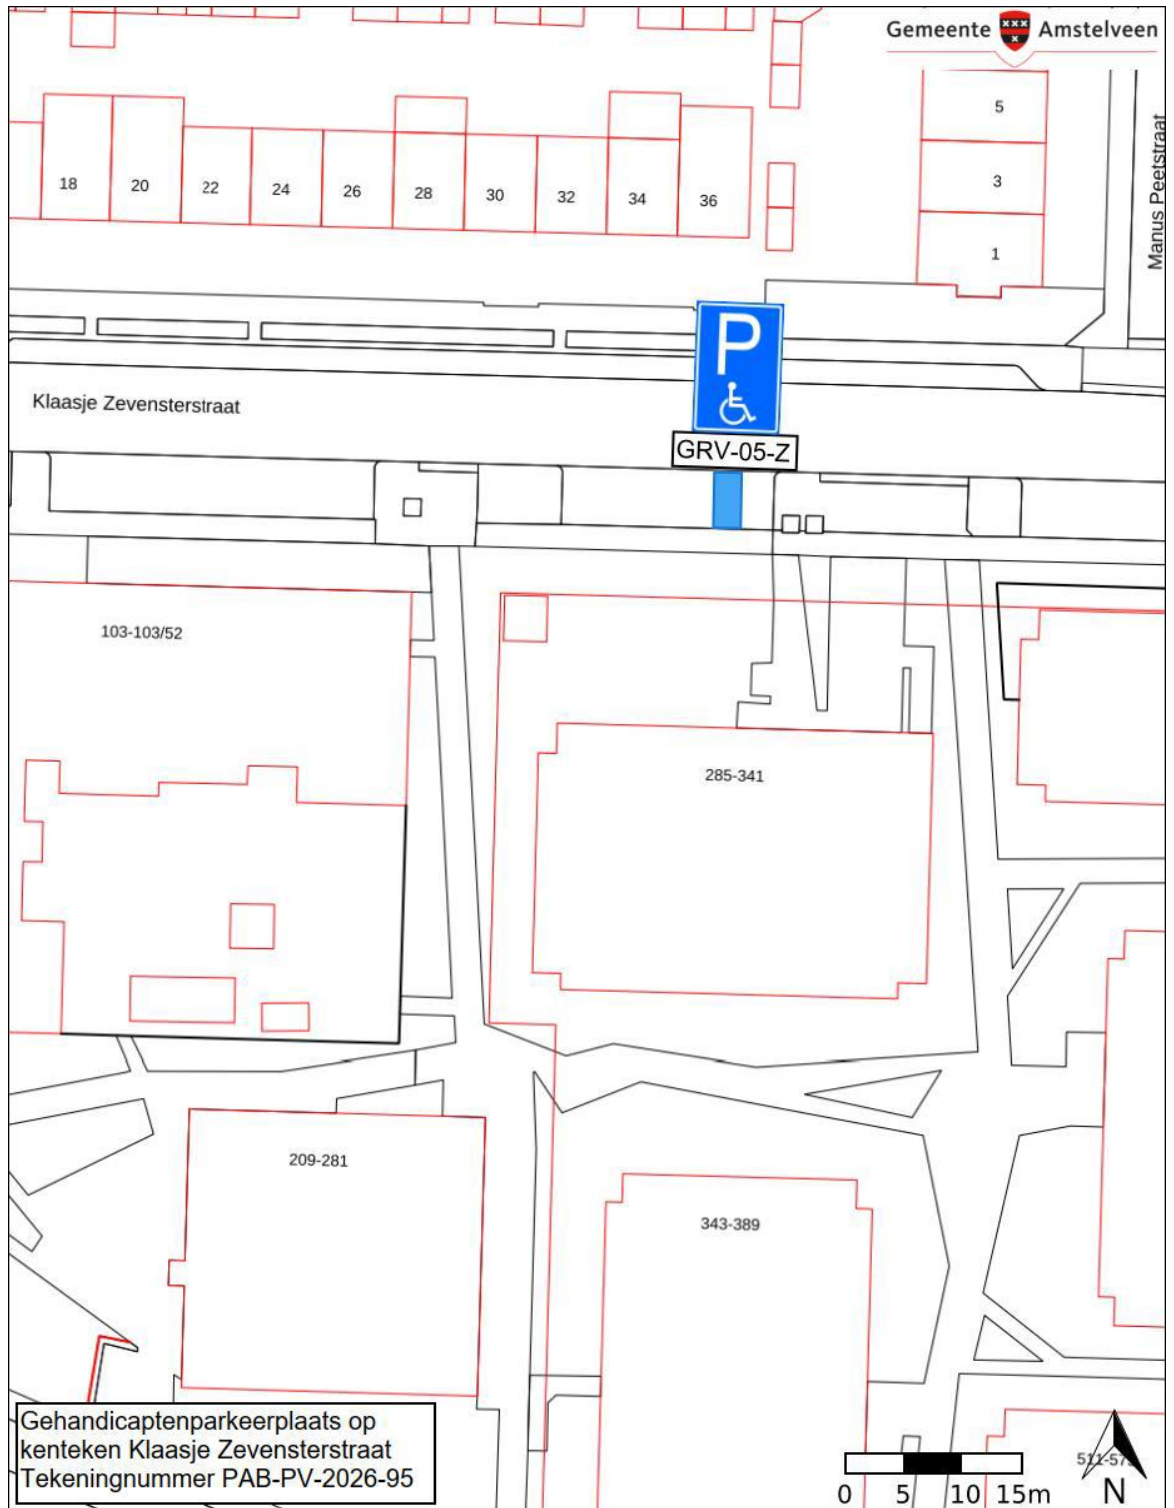 Gemeente Amstelveen
5
3
1
Manus Peetstraat
18 20 22 24 26 28 30 32 34 36
P
Klaasje Zevensterstraat
GRV-05-Z
103-103/52
285-341
209-281
343-389
Gehandicaptenparkeerplaats op
kenteken Klaasje Zevensterstraat
Tekeningnummer PAB-PV-2026-95
0 5 10 15m
N